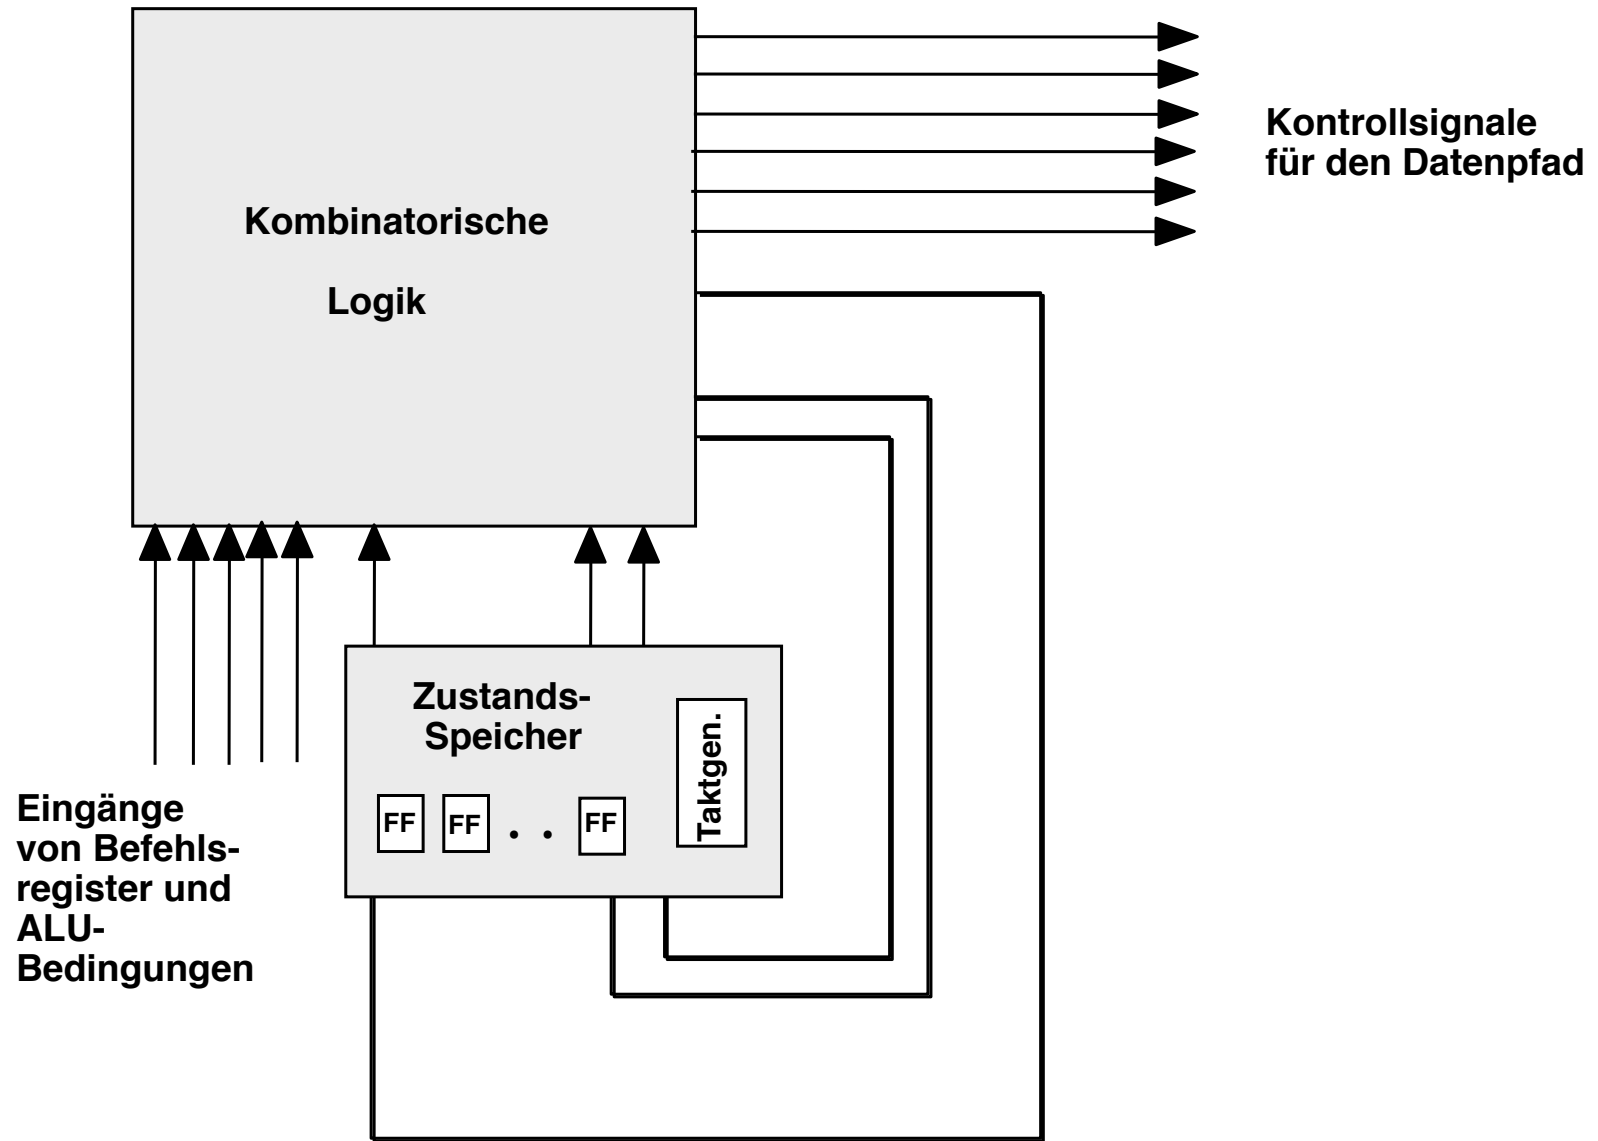 Kontrollsignale
für den Datenpfad
Kombinatorische
Logik
Zustands-
Speicher
Taktgen.
FF
FF
. .
FF
Eingänge
von Befehls-
register und
ALU-
Bedingungen